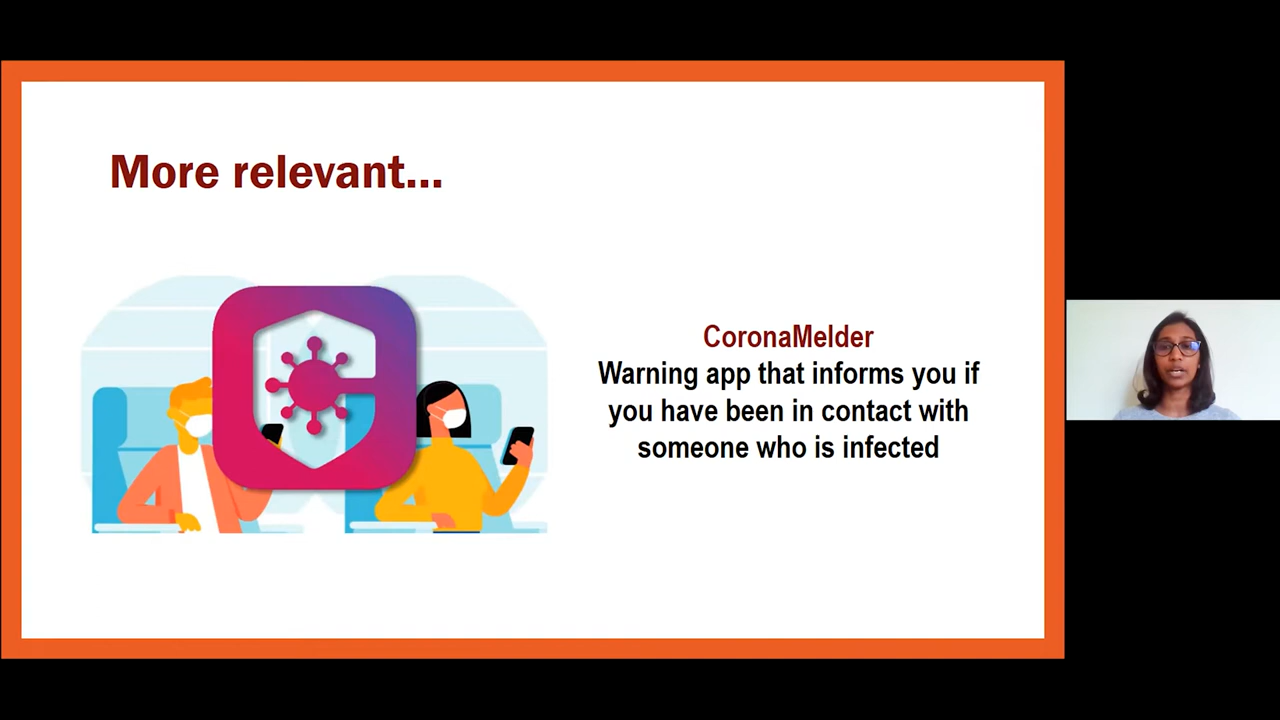 More relevant...
CoronaMelder
Warning app that informs you if
you have been in contact with
someone who is infected